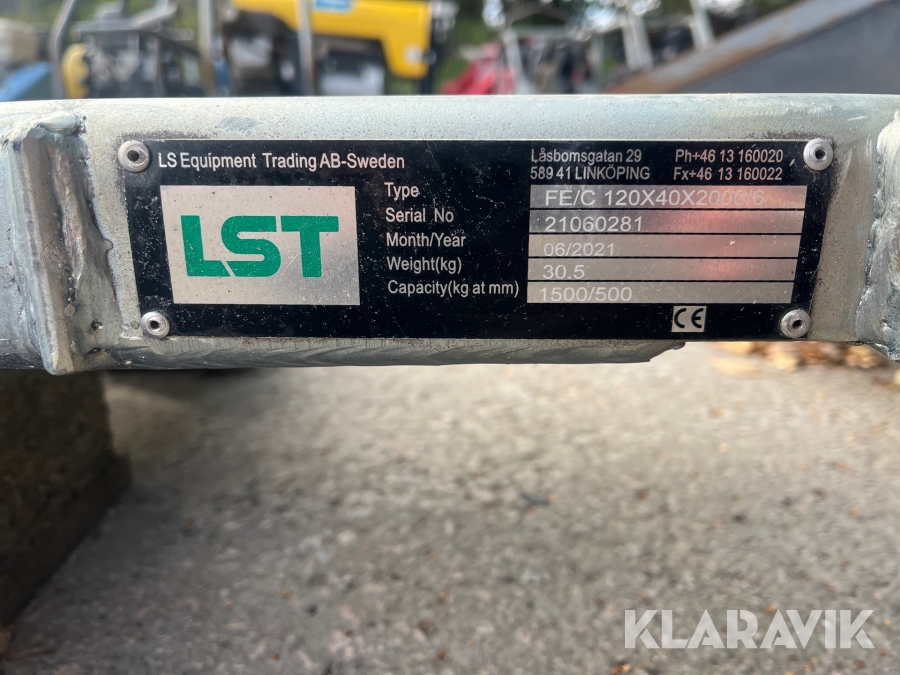 LS Equipment Trading AB-Sweden
Låsbomsgatan 29 Ph+46 13 160020
589 41 LINKÖPING Fx+46 13 160022
LST
Type FE/C 120X40X2000/6
Serial No 21060281
Month/Year 06/2021
Weight(kg) 30.5
Capacity(kg at mm) 1500/500
CE
KLARAVIK